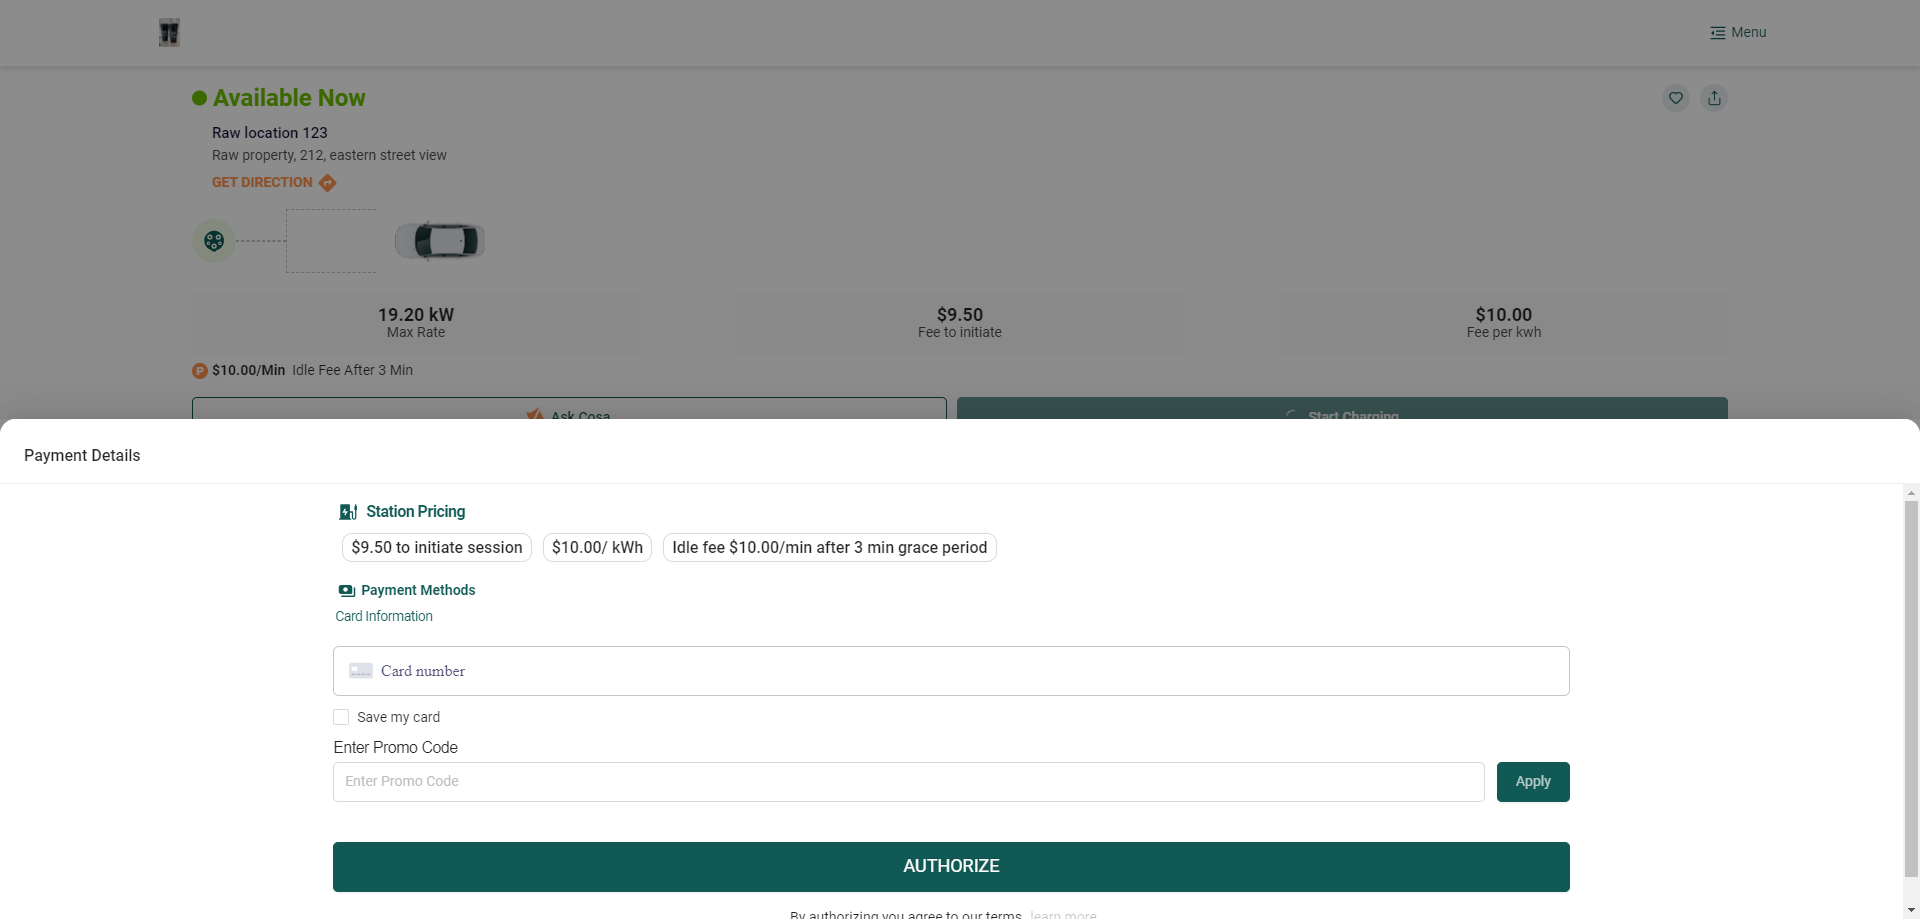 Menu
Available Now
Raw location 123
Raw property, 212, eastern street view
GET DIRECTION
19.20 kW
Max Rate
$9.50
Fee to initiate
$10.00
Fee per kwh
P $10.00/Min Idle Fee After 3 Min
Ask Cosa
Start Charging
Payment Details
Station Pricing
$9.50 to initiate session
$10.00/ kWh
Idle fee $10.00/min after 3 min grace period
Payment Methods
Card Information
Card number
Save my card
Enter Promo Code
Enter Promo Code
Apply
AUTHORIZE
By authorizing you agree to our terms. learn more